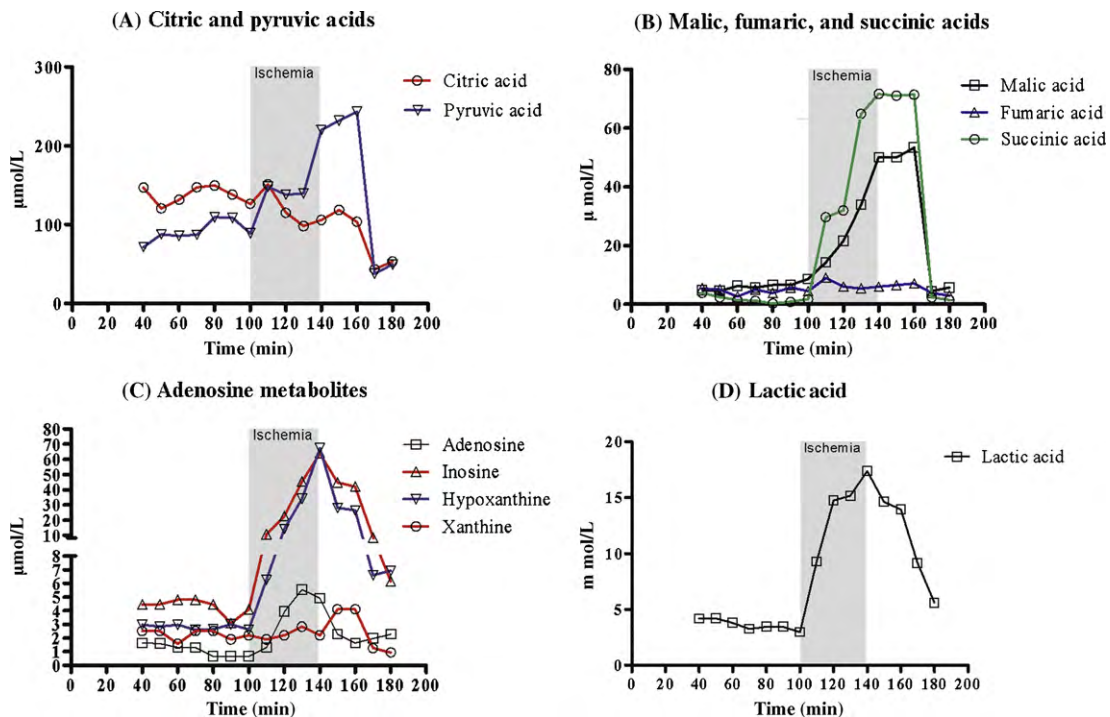 (A) Citric and pyruvic acids
300
200
100
0
µmol/L
Ischemia
Citric acid
Pyruvic acid
0 20 40 60 80 100 120 140 160 180 200
Time (min)
(B) Malic, fumaric, and succinic acids
80
60
40
20
0
µ mol/L
Ischemia
Malic acid
Fumaric acid
Succinic acid
0 20 40 60 80 100 120 140 160 180 200
Time (min)
(C) Adenosine metabolites
80
70
60
50
40
30
20
10
8
7
6
5
4
3
2
1
0
µmol/L
Ischemia
Adenosine
Inosine
Hypoxanthine
Xanthine
0 20 40 60 80 100 120 140 160 180 200
Time (min)
(D) Lactic acid
20
15
10
5
0
m mol/L
Ischemia
Lactic acid
0 20 40 60 80 100 120 140 160 180 200
Time (min)